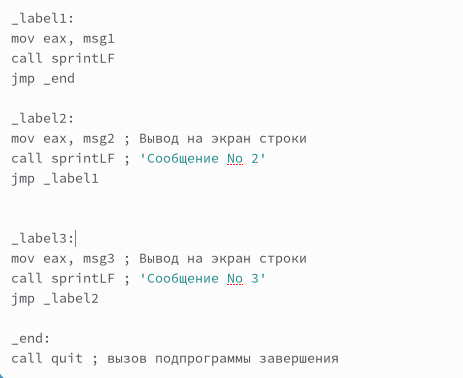 _label1:
mov eax, msg1
call sprintLF
jmp _end
_label2:
mov eax, msg2 ; Вывод на экран строки
call sprintLF ; 'Сообщение No 2'
jmp _label1
_label3:
mov eax, msg3 ; Вывод на экран строки
call sprintLF ; 'Сообщение No 3'
jmp _label2
_end:
call quit ; вызов подпрограммы завершения